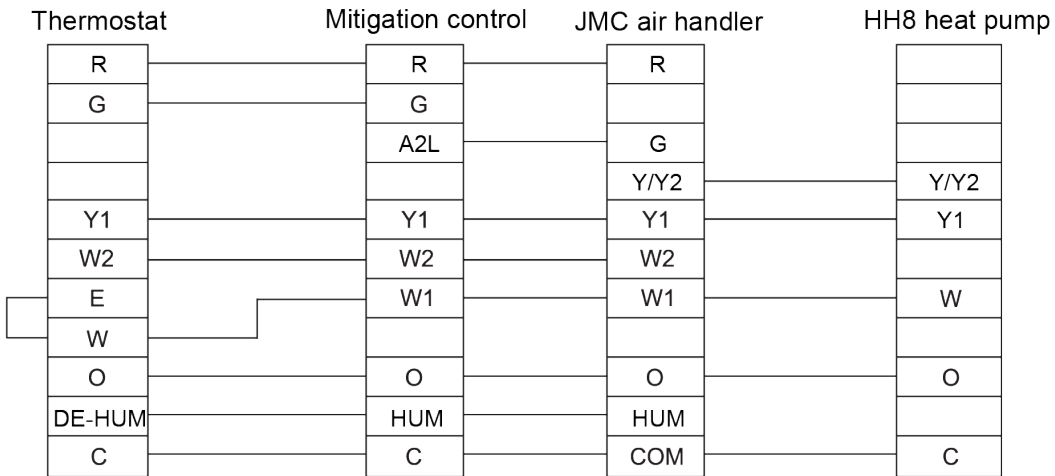 Thermostat Mitigation control JMC air handler HH8 heat pump
R R R
G G
A2L G
Y/Y2 Y/Y2
Y1 Y1 Y1 Y1
W2 W2 W2
E W1 W1 W
W
O O O O
DE-HUM HUM HUM
C C COM C